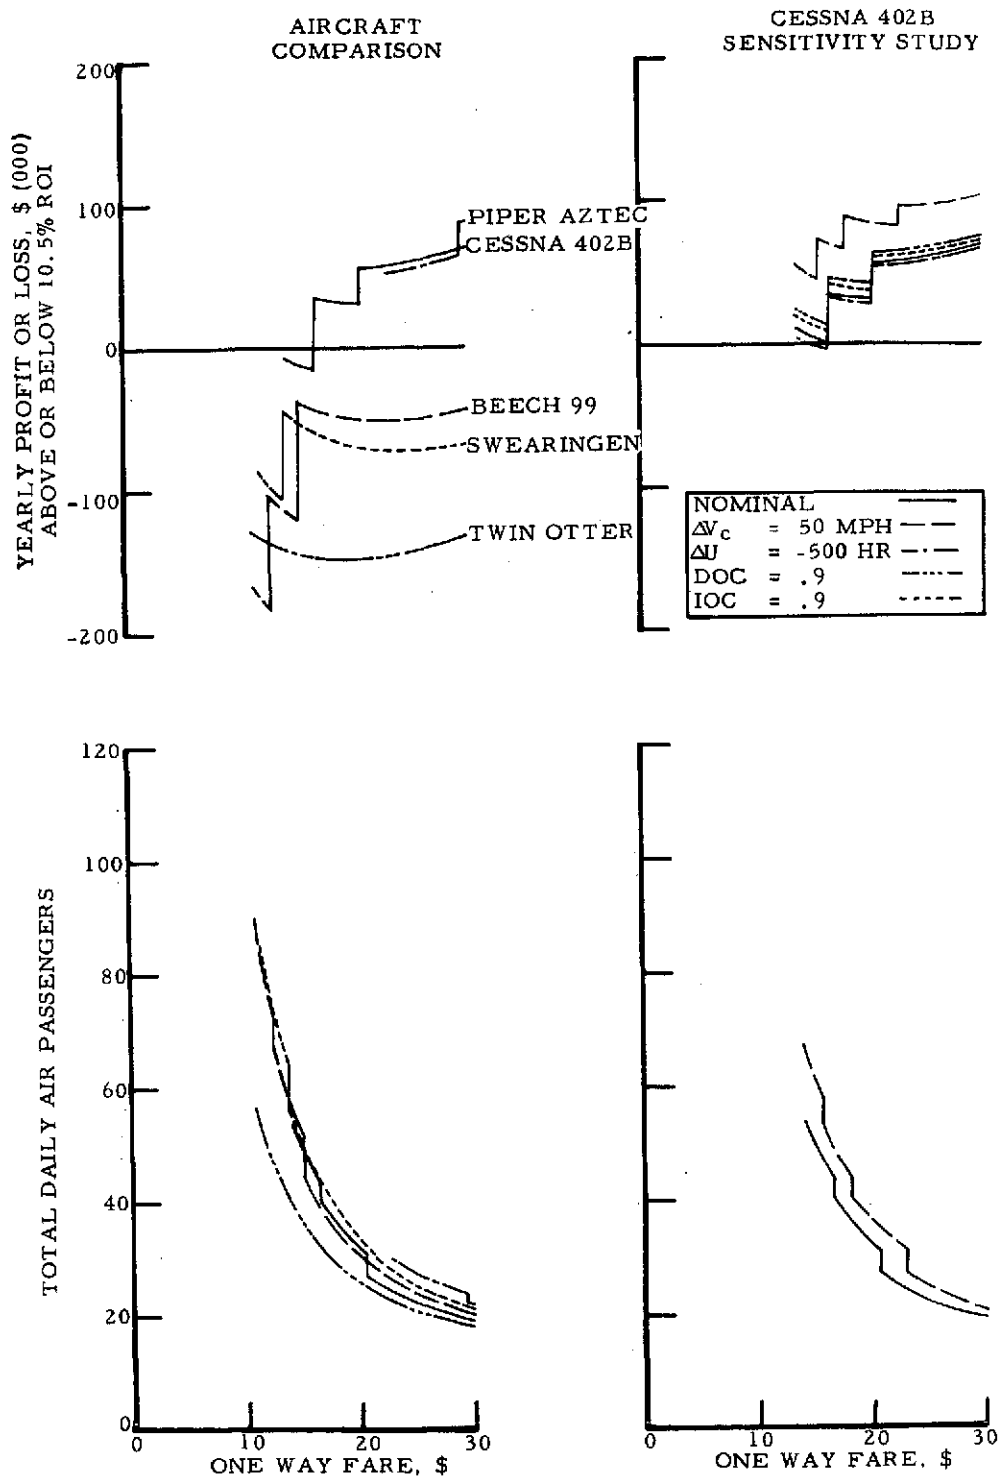 AIRCRAFT
COMPARISON
CESSNA 402B
SENSITIVITY STUDY
YEARLY PROFIT OR LOSS, $ (000)
ABOVE OR BELOW 10.5% ROI
200
100
0
-100
-200
PIPER AZTEC
CESSNA 402B
BEECH 99
SWEARINGEN
TWIN OTTER
NOMINAL
ΔVc = 50 MPH
ΔU = -500 HR
DOC = .9
IOC = .9
TOTAL DAILY AIR PASSENGERS
120
100
80
60
40
20
0
0 10 20 30
ONE WAY FARE, $
0 10 20 30
ONE WAY FARE, $